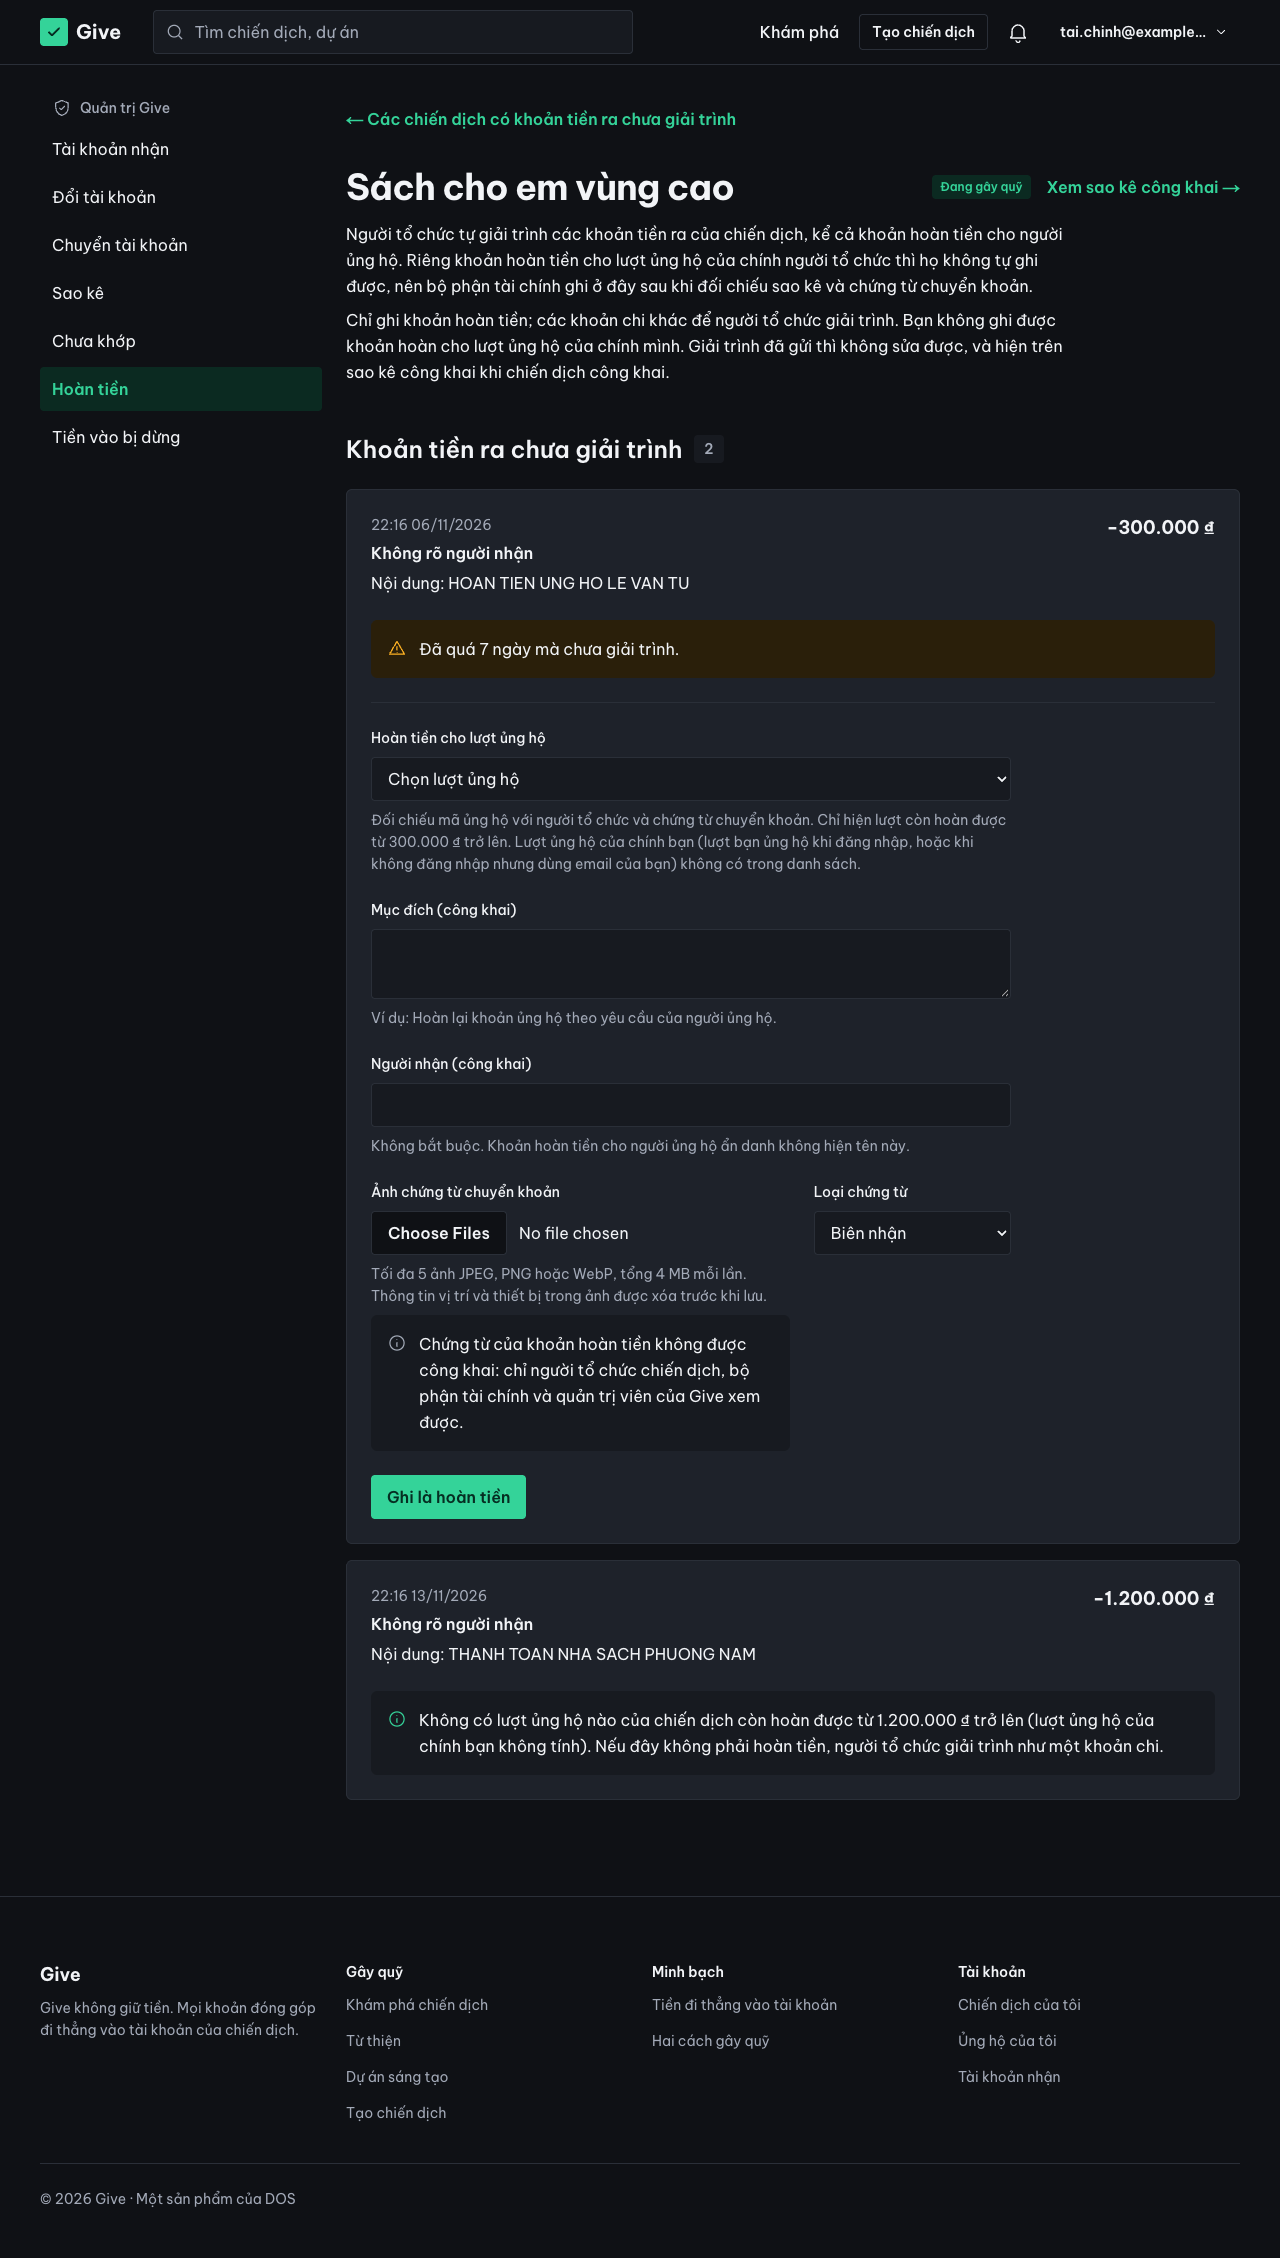 Give
Tìm chiến dịch, dự án
Khám phá
Tạo chiến dịch
tai.chinh@example...
Quản trị Give
Tài khoản nhận
Đổi tài khoản
Chuyển tài khoản
Sao kê
Chưa khớp
Hoàn tiền
Tiền vào bị dừng
← Các chiến dịch có khoản tiền ra chưa giải trình
Sách cho em vùng cao
Đang gây quỹ
Xem sao kê công khai →
Người tổ chức tự giải trình các khoản tiền ra của chiến dịch, kể cả khoản hoàn tiền cho người
ủng hộ. Riêng khoản hoàn tiền cho lượt ủng hộ của chính người tổ chức thì họ không tự ghi
được, nên bộ phận tài chính ghi ở đây sau khi đối chiếu sao kê và chứng từ chuyển khoản.
Chỉ ghi khoản hoàn tiền; các khoản chi khác để người tổ chức giải trình. Bạn không ghi được
khoản hoàn cho lượt ủng hộ của chính mình. Giải trình đã gửi thì không sửa được, và hiện trên
sao kê công khai khi chiến dịch công khai.
Khoản tiền ra chưa giải trình 2
22:16 06/11/2026
-300.000 ₫
Không rõ người nhận
Nội dung: HOAN TIEN UNG HO LE VAN TU
Đã quá 7 ngày mà chưa giải trình.
Hoàn tiền cho lượt ủng hộ
Chọn lượt ủng hộ
Đối chiếu mã ủng hộ với người tổ chức và chứng từ chuyển khoản. Chỉ hiện lượt còn hoàn được
từ 300.000 ₫ trở lên. Lượt ủng hộ của chính bạn (lượt bạn ủng hộ khi đăng nhập, hoặc khi
không đăng nhập nhưng dùng email của bạn) không có trong danh sách.
Mục đích (công khai)
Ví dụ: Hoàn lại khoản ủng hộ theo yêu cầu của người ủng hộ.
Người nhận (công khai)
Không bắt buộc. Khoản hoàn tiền cho người ủng hộ ẩn danh không hiện tên này.
Ảnh chứng từ chuyển khoản
Loại chứng từ
Choose Files No file chosen
Biên nhận
Tối đa 5 ảnh JPEG, PNG hoặc WebP, tổng 4 MB mỗi lần.
Thông tin vị trí và thiết bị trong ảnh được xóa trước khi lưu.
Chứng từ của khoản hoàn tiền không được
công khai: chỉ người tổ chức chiến dịch, bộ
phận tài chính và quản trị viên của Give xem
được.
Ghi là hoàn tiền
22:16 13/11/2026
-1.200.000 ₫
Không rõ người nhận
Nội dung: THANH TOAN NHA SACH PHUONG NAM
Không có lượt ủng hộ nào của chiến dịch còn hoàn được từ 1.200.000 ₫ trở lên (lượt ủng hộ của
chính bạn không tính). Nếu đây không phải hoàn tiền, người tổ chức giải trình như một khoản chi.
Give
Give không giữ tiền. Mọi khoản đóng góp
đi thẳng vào tài khoản của chiến dịch.
Gây quỹ
Khám phá chiến dịch
Từ thiện
Dự án sáng tạo
Tạo chiến dịch
Minh bạch
Tiền đi thẳng vào tài khoản
Hai cách gây quỹ
Tài khoản
Chiến dịch của tôi
Ủng hộ của tôi
Tài khoản nhận
© 2026 Give · Một sản phẩm của DOS